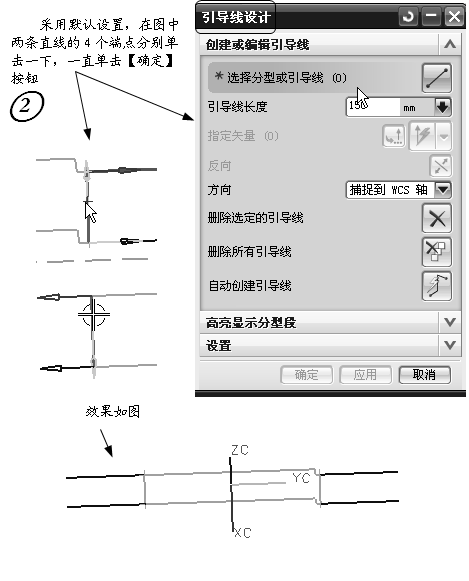 采用默认设置，在图中
两条直线的4个端点分别单
击一下，一直单击【确定】
按钮
2
引导线设计
创建或编辑引导线
* 选择分型或引导线 (0)
引导线长度
mm
指定矢量 (0)
反向
方向
捕捉到 WCS 轴
删除选定的引导线
删除所有引导线
自动创建引导线
高亮显示分型段
设置
确定
应用
取消
效果如图
ZC
YC
XC